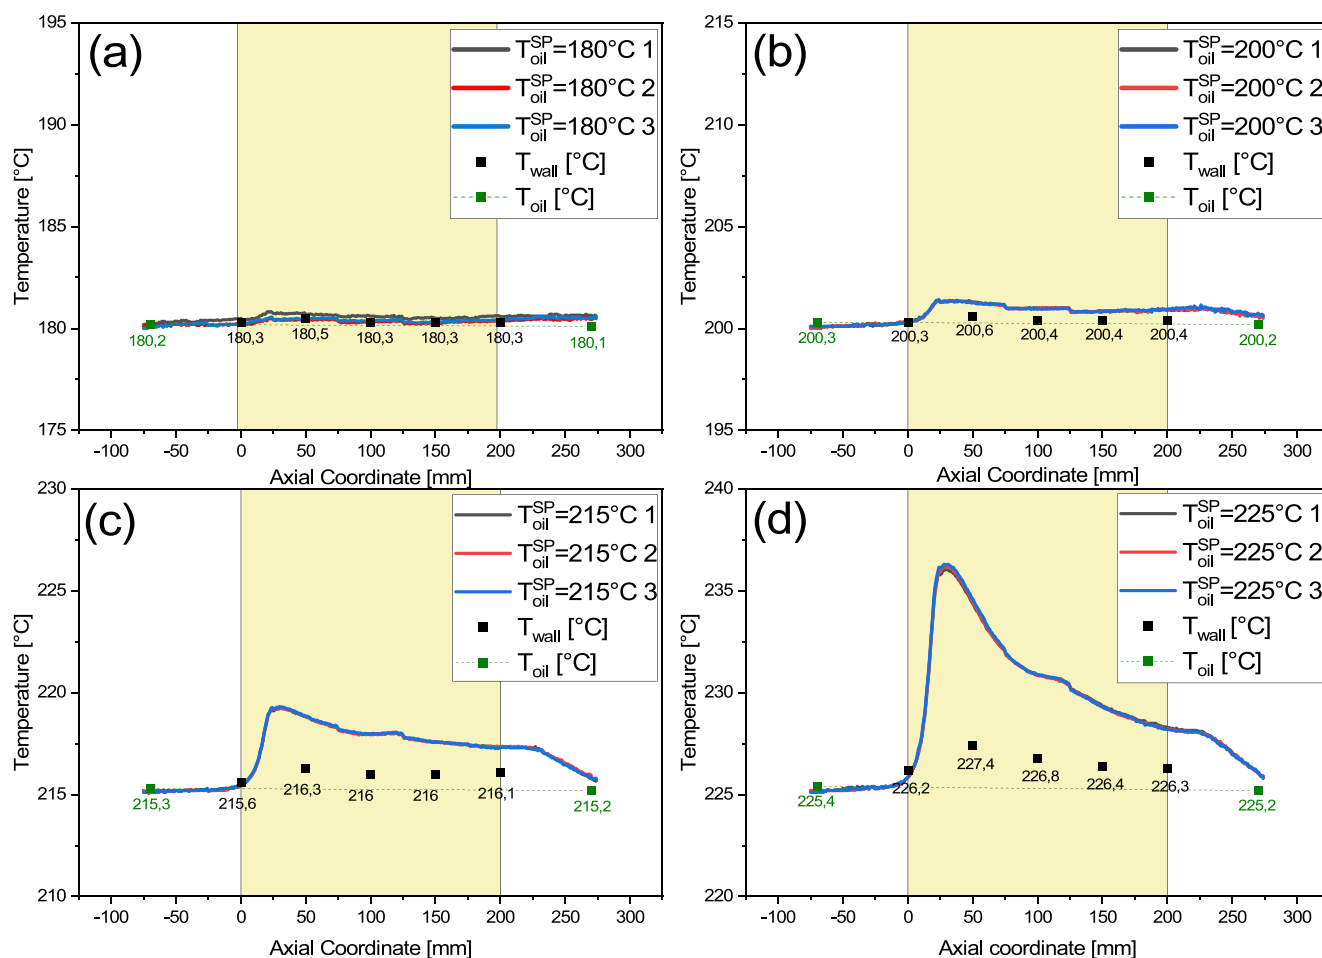 (a)
T_oil^SP=180°C 1
T_oil^SP=180°C 2
T_oil^SP=180°C 3
T_wall [°C]
T_oil [°C]
195
190
185
180
175
Temperature [°C]
180,2
180,3
180,5
180,3
180,3
180,3
180,1
-100 -50 0 50 100 150 200 250 300
Axial Coordinate [mm]
(b)
T_oil^SP=200°C 1
T_oil^SP=200°C 2
T_oil^SP=200°C 3
T_wall [°C]
T_oil [°C]
215
210
205
200
195
Temperature [°C]
200,3
200,3
200,6
200,4
200,4
200,4
200,2
-100 -50 0 50 100 150 200 250 300
Axial Coordinate [mm]
(c)
T_oil^SP=215°C 1
T_oil^SP=215°C 2
T_oil^SP=215°C 3
T_wall [°C]
T_oil [°C]
230
225
220
215
210
Temperature [°C]
215,3
215,6
216,3
216
216
216,1
215,2
-100 -50 0 50 100 150 200 250 300
Axial Coordinate [mm]
(d)
T_oil^SP=225°C 1
T_oil^SP=225°C 2
T_oil^SP=225°C 3
T_wall [°C]
T_oil [°C]
240
235
230
225
220
Temperature [°C]
225,4
226,2
227,4
226,8
226,4
226,3
225,2
-100 -50 0 50 100 150 200 250 300
Axial coordinate [mm]